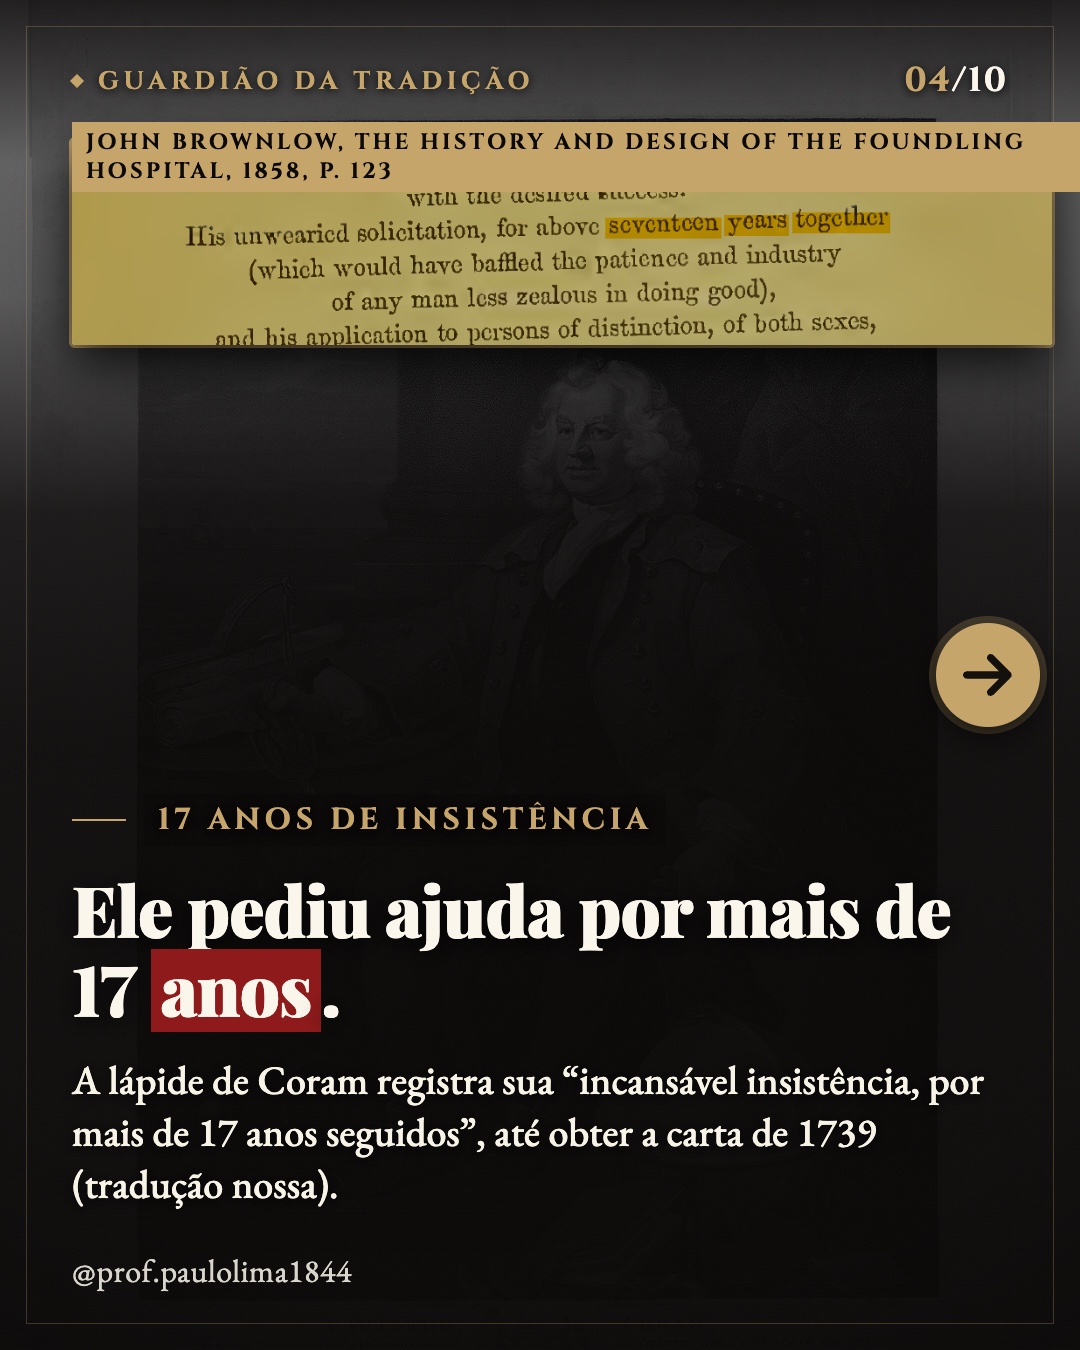 GUARDIÃO DA TRADIÇÃO
04/10
JOHN BROWNLOW, THE HISTORY AND DESIGN OF THE FOUNDLING
HOSPITAL, 1858, P. 123
with the desired success.
His unwearied solicitation, for above seventeen years together
(which would have baffled the patience and industry
of any man less zealous in doing good),
and his application to persons of distinction, of both sexes,
17 ANOS DE INSISTÊNCIA
Ele pediu ajuda por mais de
17 anos.
A lápide de Coram registra sua “incansável insistência, por
mais de 17 anos seguidos”, até obter a carta de 1739
(tradução nossa).
@prof.paulolima1844